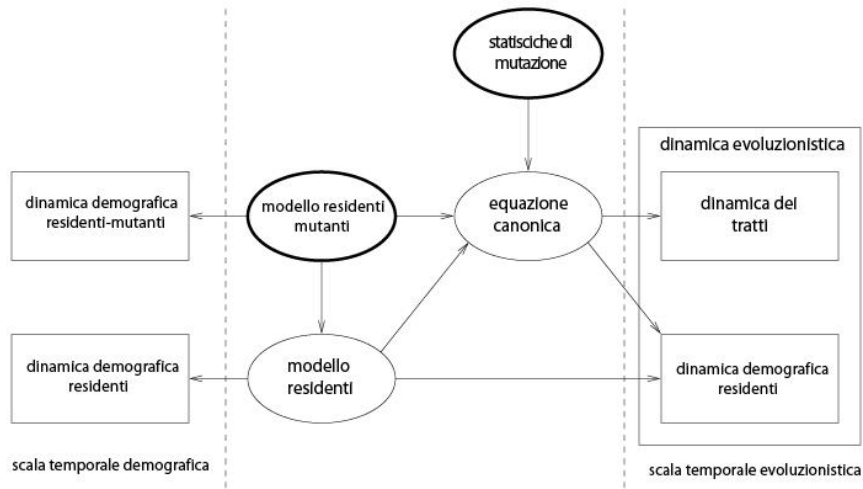 statisciche di
mutazione
dinamica evoluzionistica
dinamica demografica
residenti-mutanti
modello residenti
mutanti
equazione
canonica
dinamica dei
tratti
dinamica demografica
residenti
modello
residenti
dinamica demografica
residenti
scala temporale demografica
scala temporale evoluzionistica